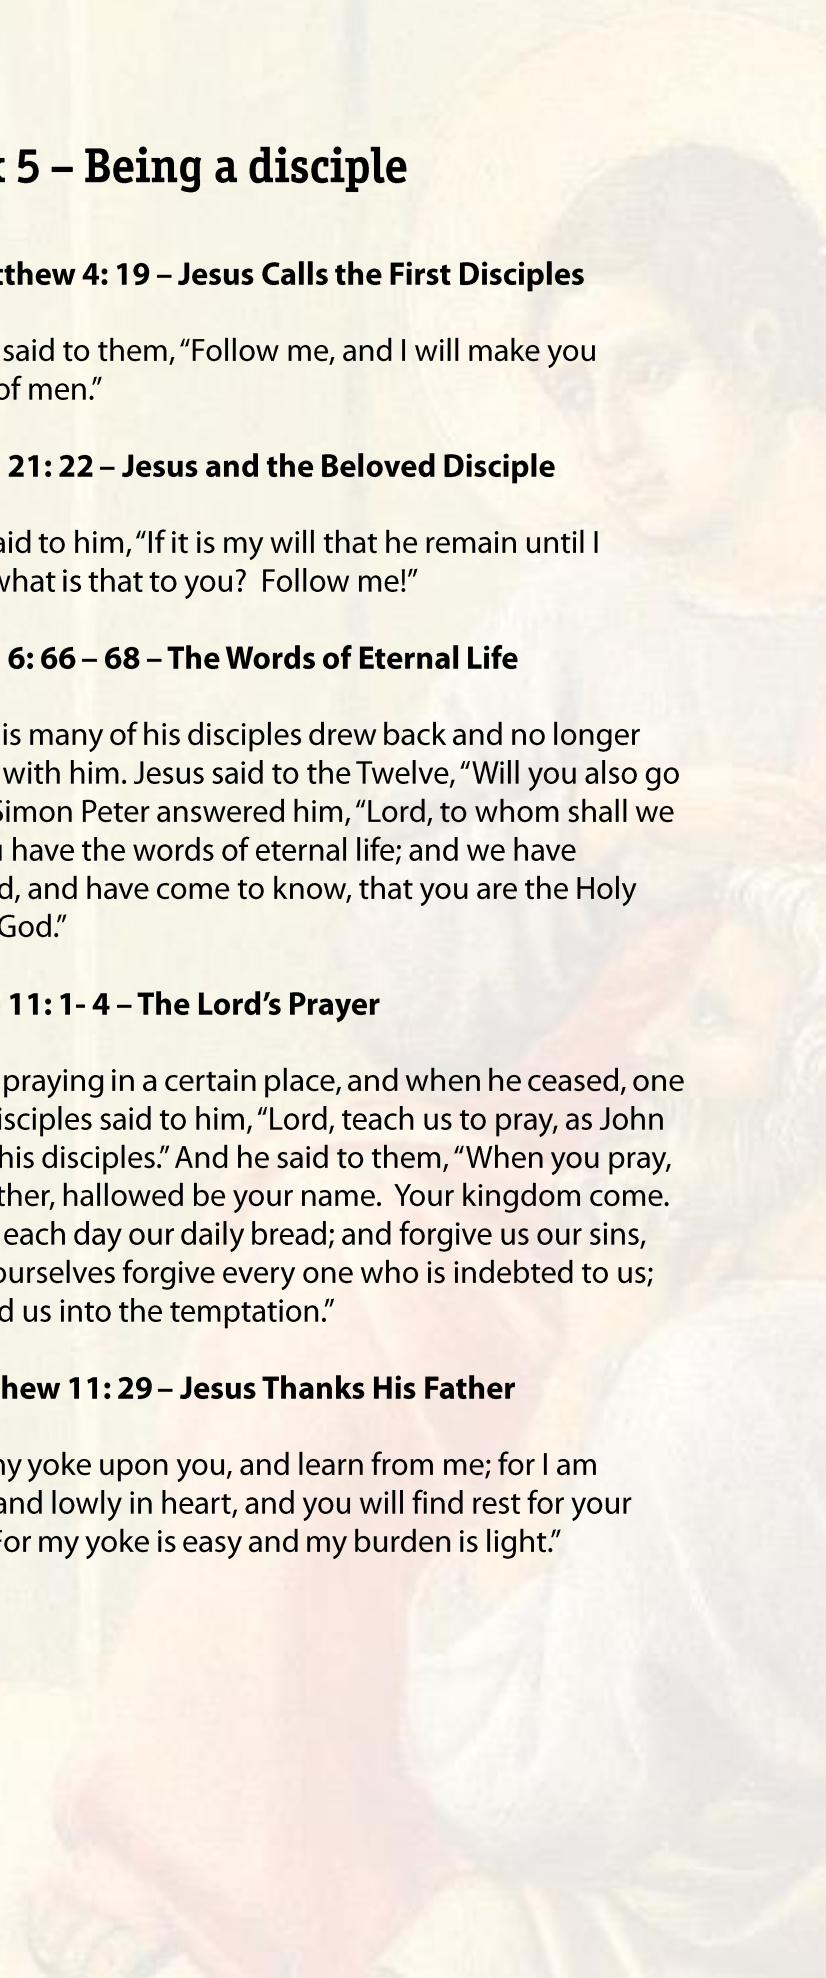 5 – Being a disciple
tthew 4: 19 – Jesus Calls the First Disciples
said to them, “Follow me, and I will make you
of men.”
21: 22 – Jesus and the Beloved Disciple
aid to him, “If it is my will that he remain until I
what is that to you?  Follow me!”
6: 66 – 68 – The Words of Eternal Life
is many of his disciples drew back and no longer
with him. Jesus said to the Twelve, “Will you also go
Simon Peter answered him, “Lord, to whom shall we
have the words of eternal life; and we have
d, and have come to know, that you are the Holy
God.”
11: 1- 4 – The Lord’s Prayer
praying in a certain place, and when he ceased, one
isciples said to him, “Lord, teach us to pray, as John
his disciples.” And he said to them, “When you pray,
ther, hallowed be your name.  Your kingdom come.
each day our daily bread; and forgive us our sins,
ourselves forgive every one who is indebted to us;
d us into the temptation.”
hew 11: 29 – Jesus Thanks His Father
my yoke upon you, and learn from me; for I am
and lowly in heart, and you will find rest for your
For my yoke is easy and my burden is light.”